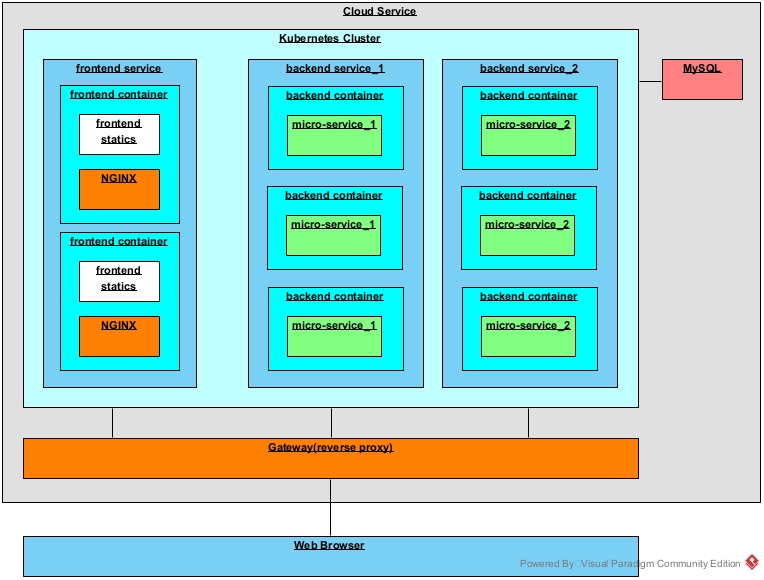 Cloud Service
Kubernetes Cluster
frontend service
frontend container
frontend
statics
NGINX
frontend container
frontend
statics
NGINX
backend service_1
backend container
micro-service_1
backend container
micro-service_1
backend container
micro-service_1
backend service_2
backend container
micro-service_2
backend container
micro-service_2
backend container
micro-service_2
MySQL
Gateway(reverse proxy)
Web Browser
Powered By Visual Paradigm Community Edition